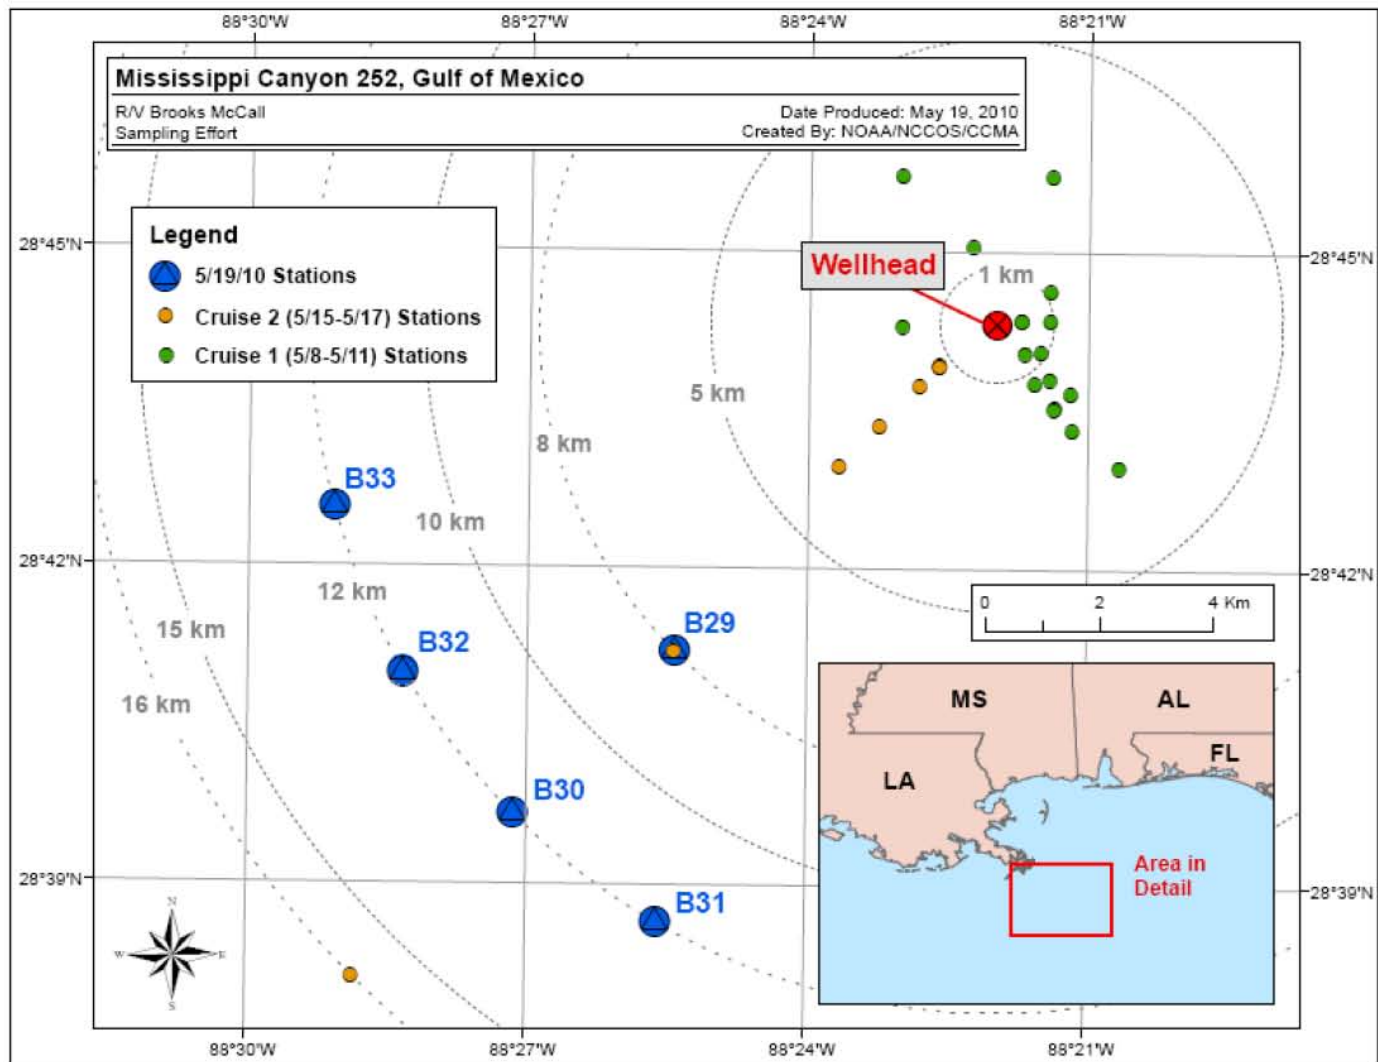 88°30'W 88°27'W 88°24'W 88°21'W
Mississippi Canyon 252, Gulf of Mexico
R/V Brooks McCall Date Produced: May 19, 2010
Sampling Effort Created By: NOAA/NCCOS/CCMA
28°45'N 28°45'N
Legend
5/19/10 Stations
Cruise 2 (5/15-5/17) Stations
Cruise 1 (5/8-5/11) Stations
Wellhead
1 km
5 km
8 km
B33
10 km
28°42'N 28°42'N
12 km
0 2 4 Km
15 km
B32
B29
16 km
MS AL
FL
LA
B30
Area in
Detail
28°39'N 28°39'N
B31
N
W E
S
88°30'W 88°27'W 88°24'W 88°21'W